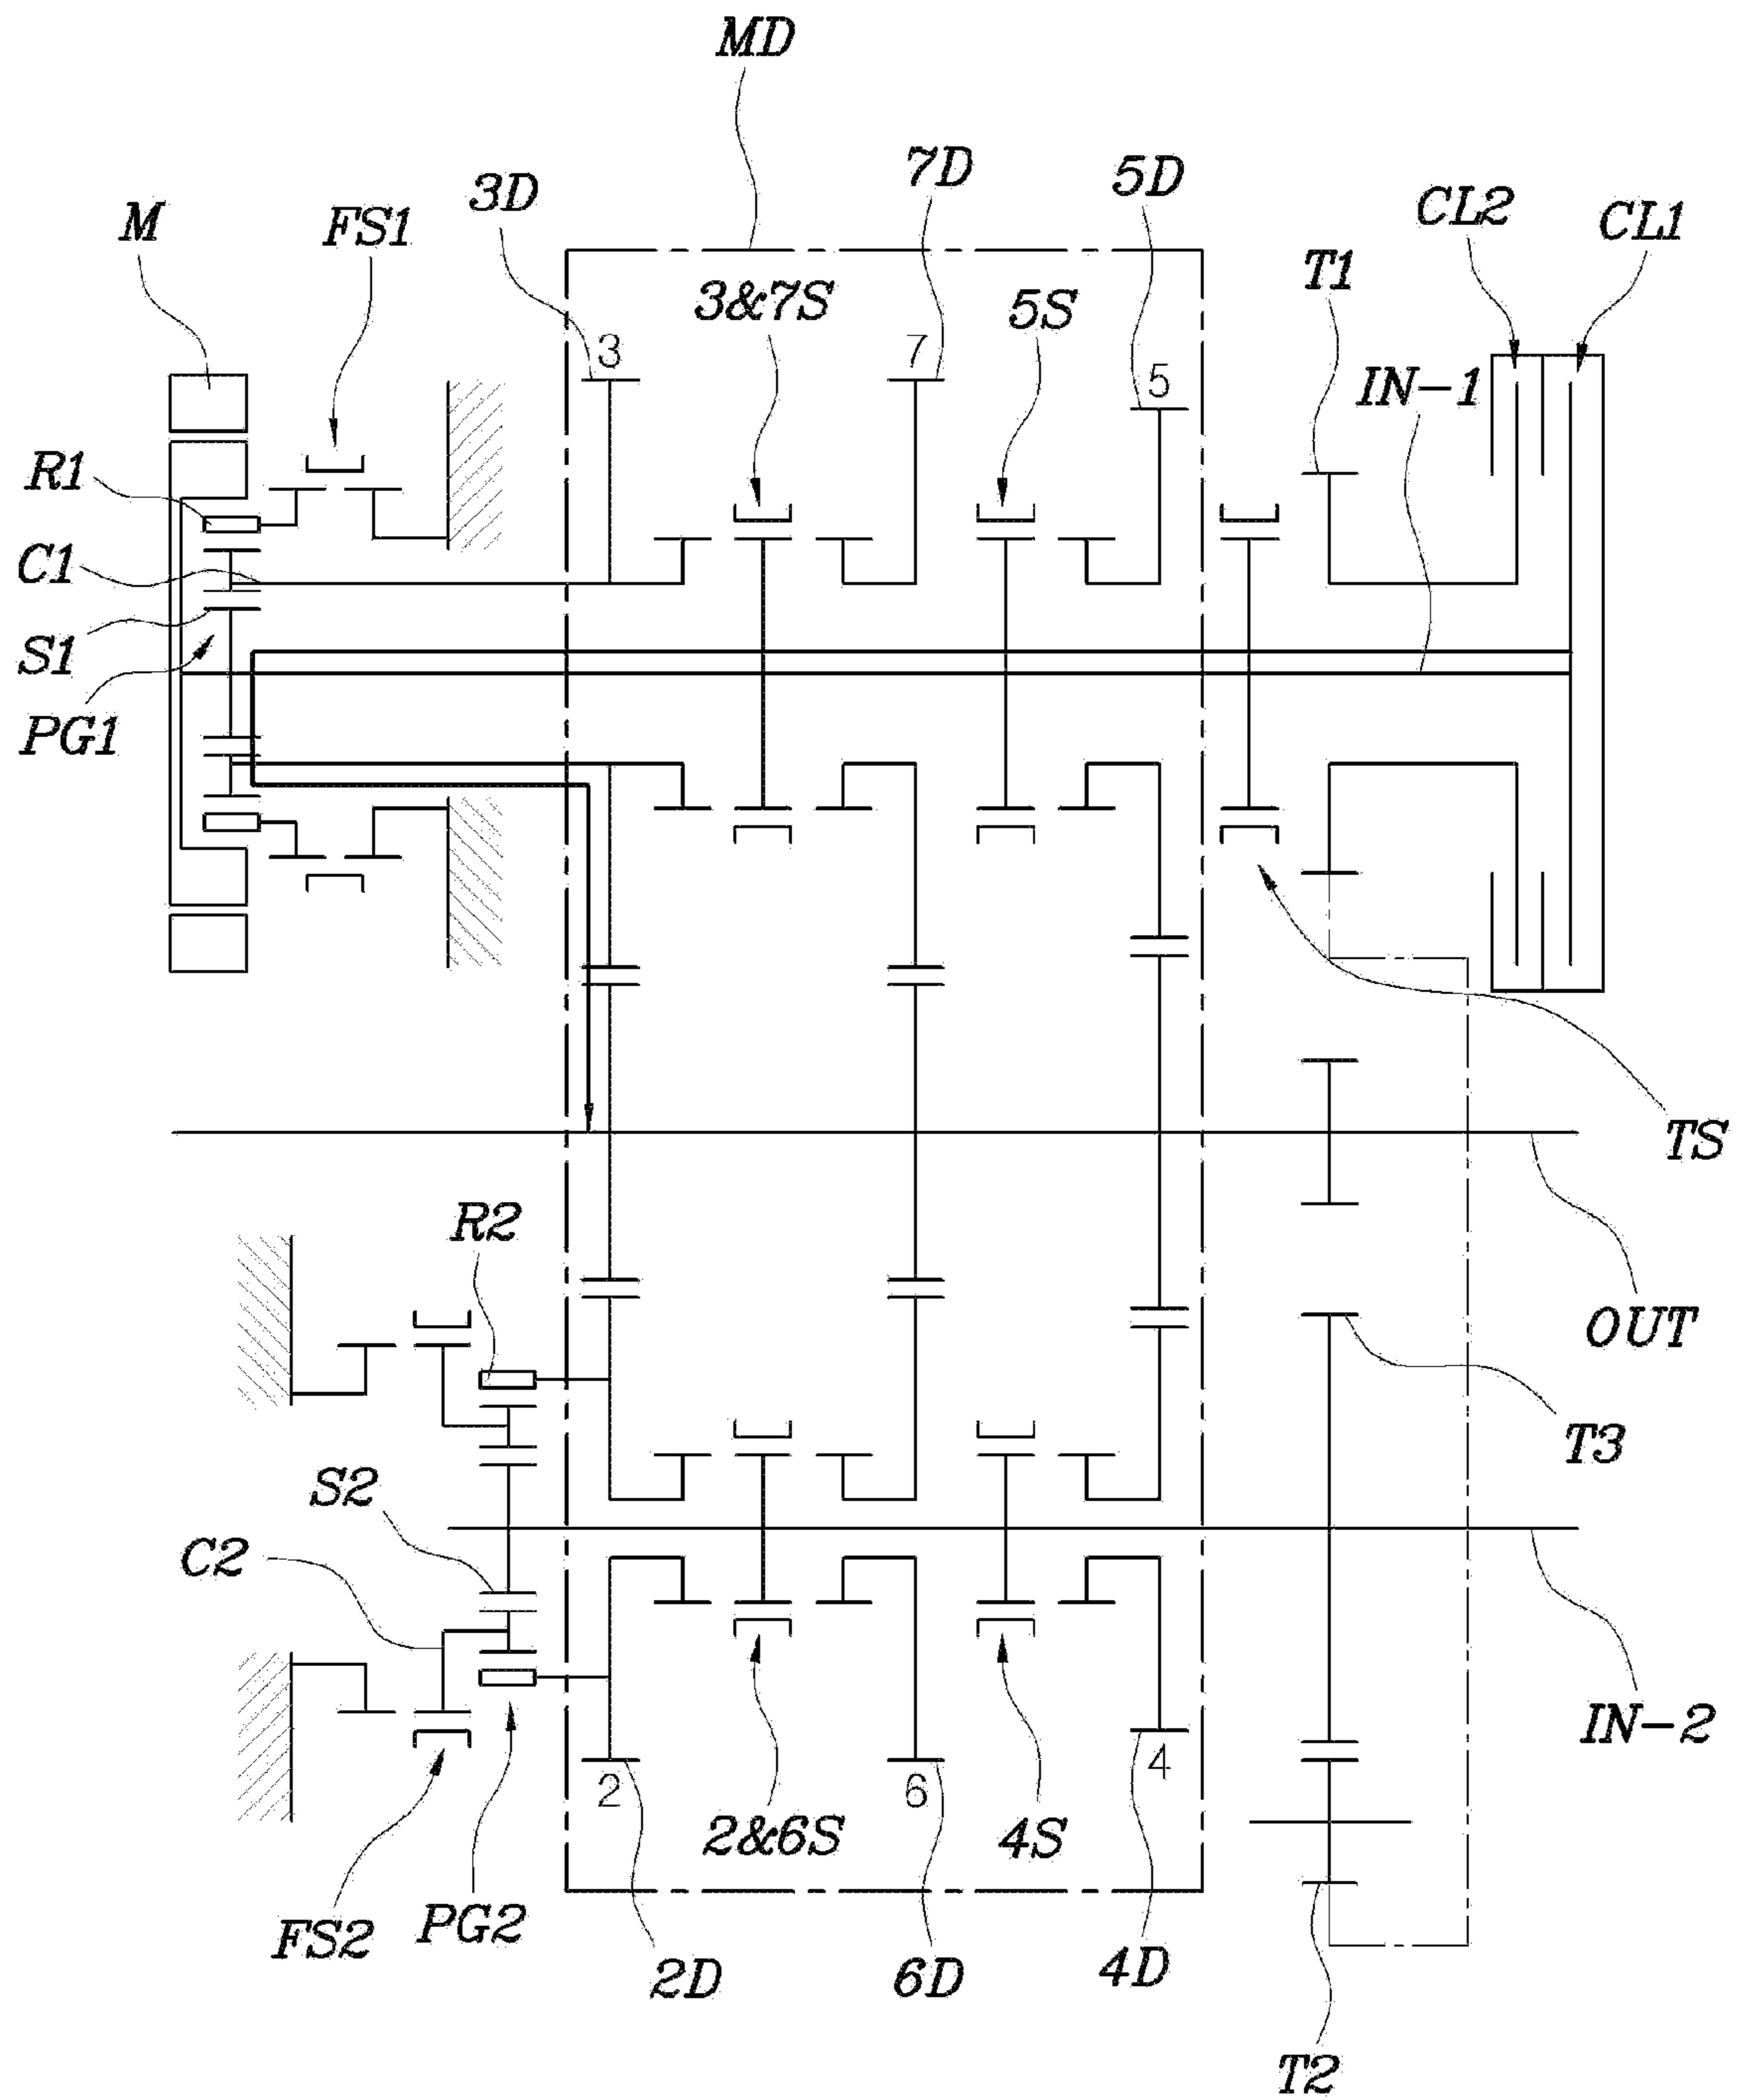 MD
3D
7D
5D
M
FS1
CL2
CL1
T1
3&7S
5S
3
7
5
IN-1
R1
C1
S1
PG1
TS
R2
OUT
T3
S2
C2
IN-2
2
6
4
2&6S
4S
FS2
PG2
2D
6D
4D
T2